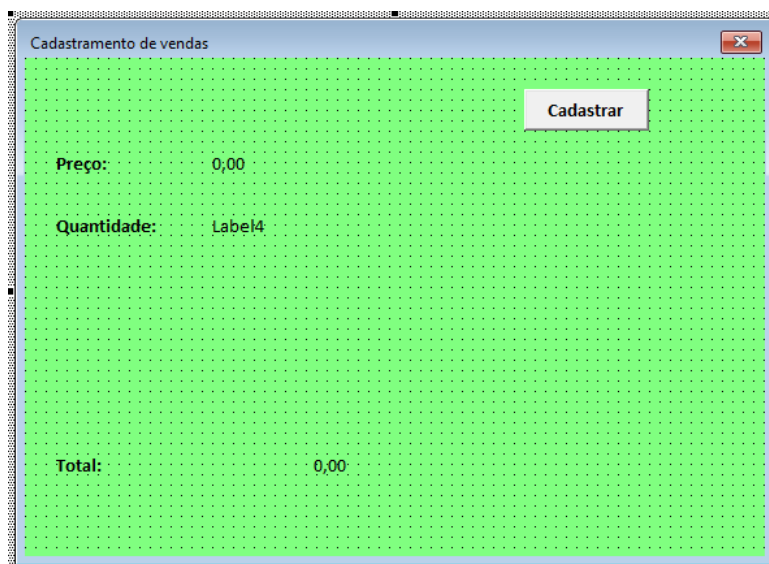 Cadastramento de vendas
Cadastrar
Preço: 0,00
Quantidade: Label4
Total: 0,00